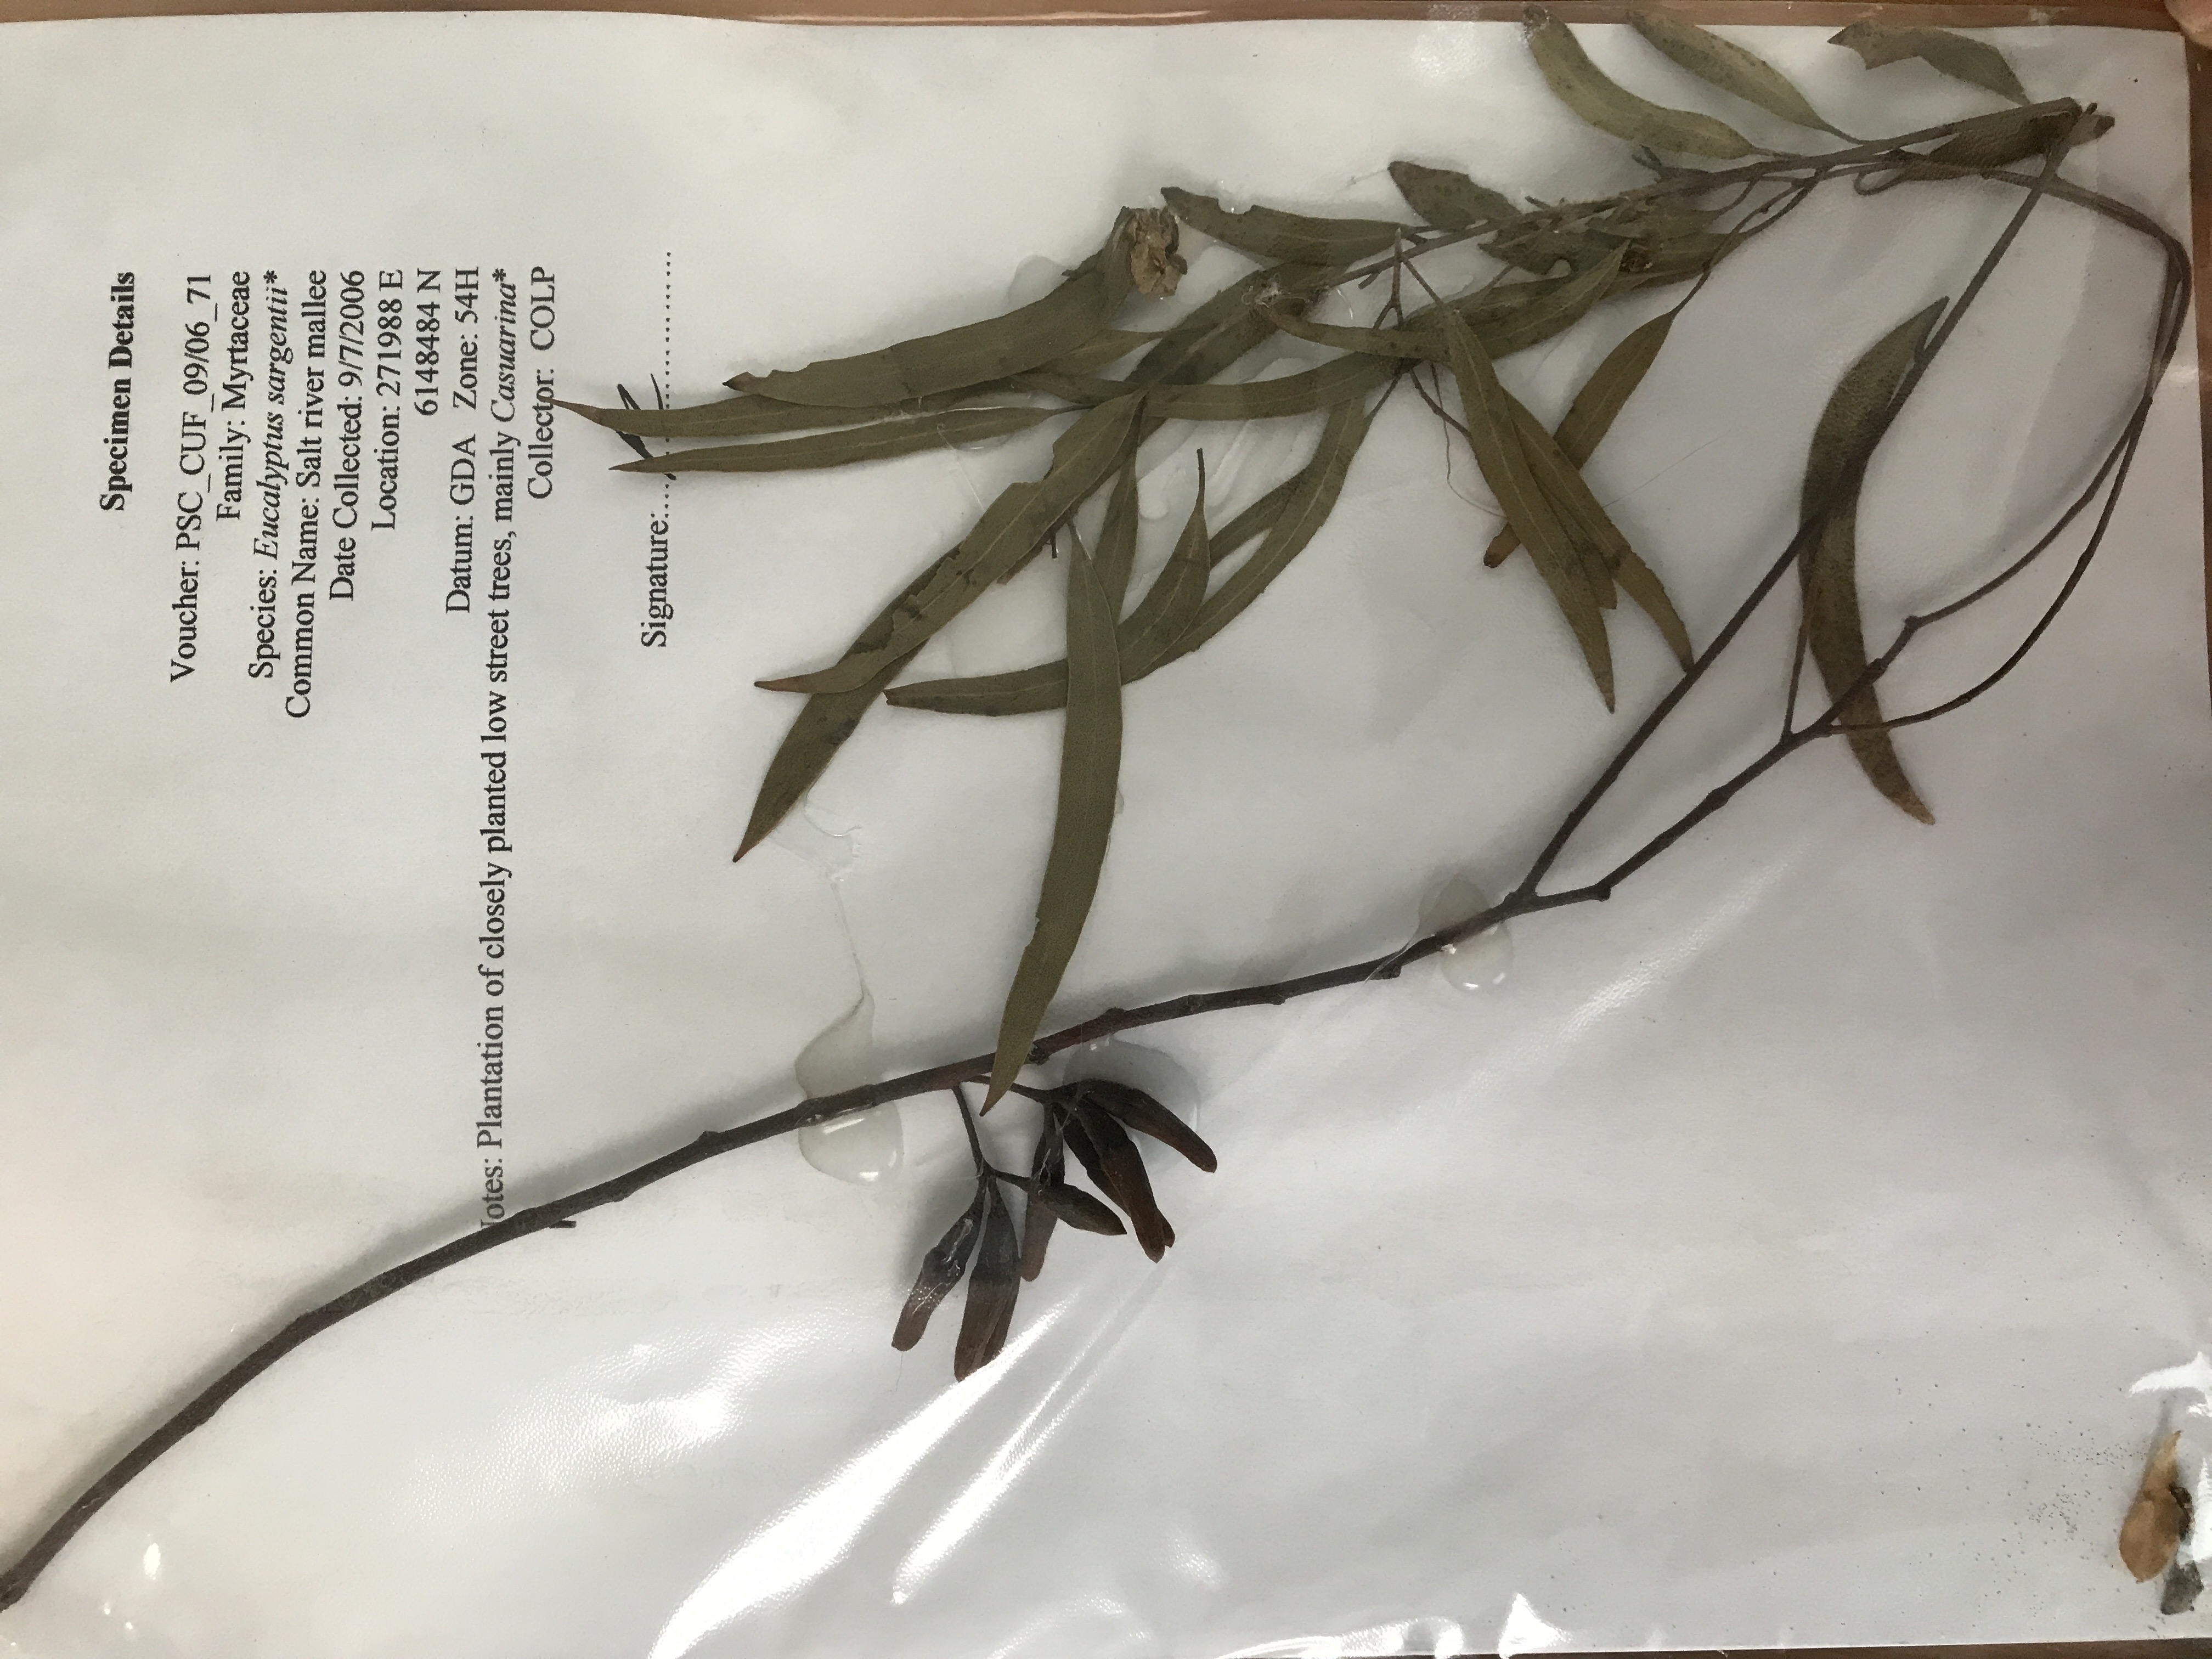 Specimen Details
Voucher: PSC_CUF_09/06_71
Family: Myrtaceae
Species: Eucalyptus sargentii*
Common Name: Salt river mallee
Date Collected: 9/7/2006
Location: 271988 E
6148484 N
Datum: GDA Zone: 54H
Notes: Plantation of closely planted low street trees, mainly Casuarina*
Collector: COLP
Signature:....................